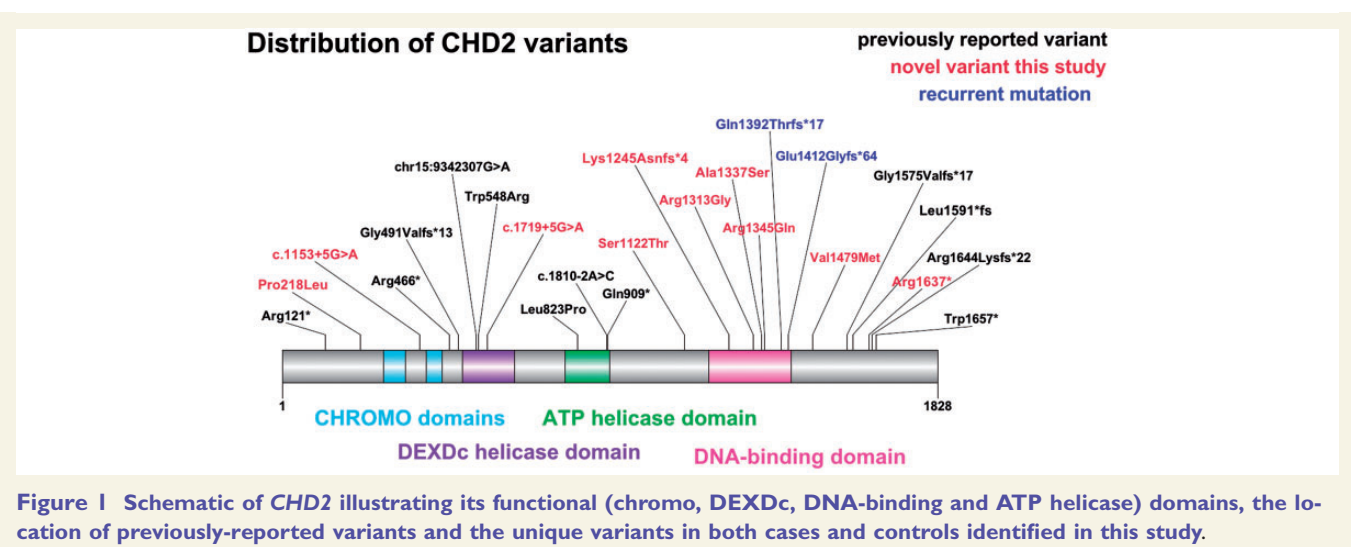 Distribution of CHD2 variants
previously reported variant
novel variant this study
recurrent mutation
Gln1392Thrfs*17
Lys1245Asnfs*4
Glu1412Glyfs*64
chr15:9342307G>A
Ala1337Ser
Gly1575Valfs*17
Trp548Arg
Arg1313Gly
Leu1591*fs
Gly491Valfs*13
c.1719+5G>A
Arg1345Gln
Ser1122Thr
c.1153+5G>A
Val1479Met
Arg1644Lysfs*22
Pro218Leu
Arg466*
c.1810-2A>C
Arg1637*
Gln909*
Arg121*
Leu823Pro
Trp1657*
1
1828
CHROMO domains
ATP helicase domain
DEXDc helicase domain
DNA-binding domain
Figure 1 Schematic of CHD2 illustrating its functional (chromo, DEXDc, DNA-binding and ATP helicase) domains, the lo-
cation of previously-reported variants and the unique variants in both cases and controls identified in this study.